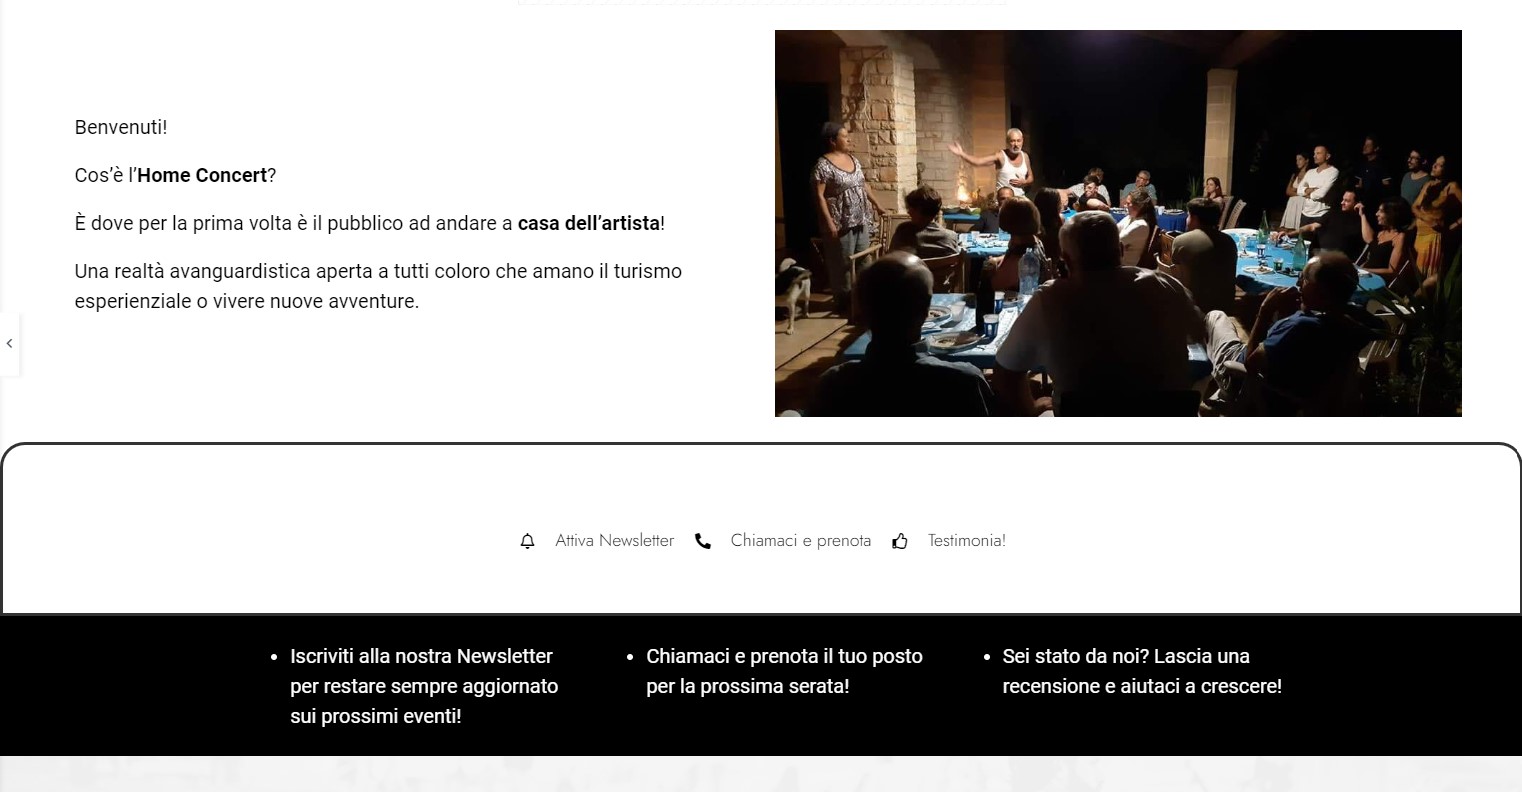 Benvenuti!
Cos’è l’Home Concert?
È dove per la prima volta è il pubblico ad andare a casa dell’artista!
Una realtà avanguardistica aperta a tutti coloro che amano il turismo
esperienziale o vivere nuove avventure.
Attiva Newsletter
Chiamaci e prenota
Testimonia!
Iscriviti alla nostra Newsletter
per restare sempre aggiornato
sui prossimi eventi!
Chiamaci e prenota il tuo posto
per la prossima serata!
Sei stato da noi? Lascia una
recensione e aiutaci a crescere!